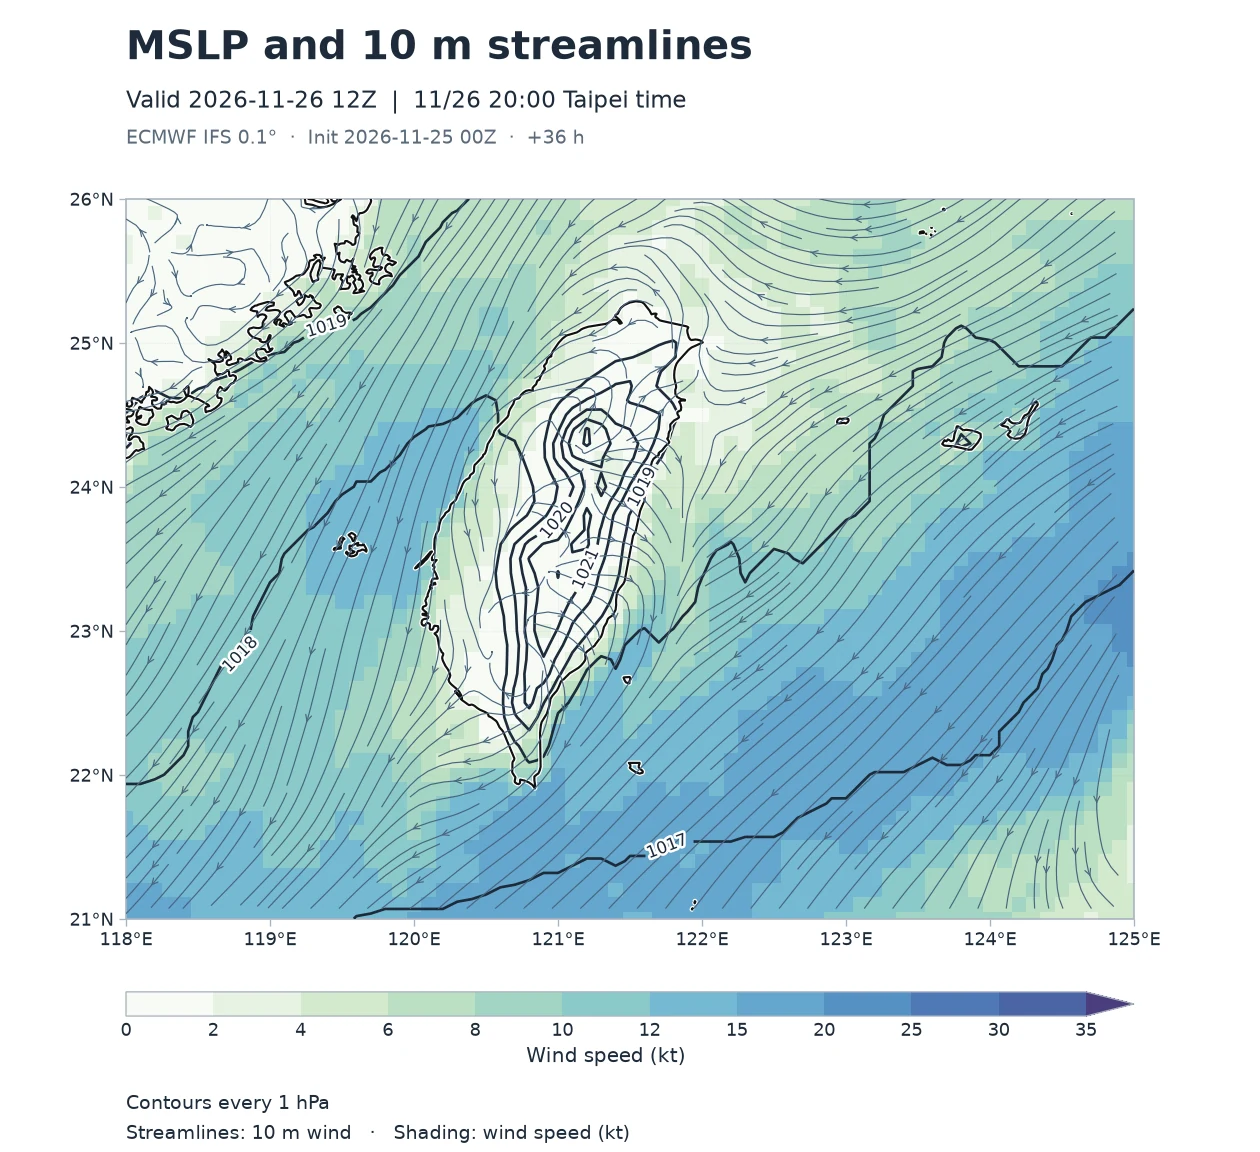 MSLP and 10 m streamlines
Valid 2026-11-26 12Z | 11/26 20:00 Taipei time
ECMWF IFS 0.1° · Init 2026-11-25 00Z · +36 h
26°N
25°N
24°N
23°N
22°N
21°N
1019
1019
1020
1021
1018
1017
118°E 119°E 120°E 121°E 122°E 123°E 124°E 125°E
0 2 4 6 8 10 12 15 20 25 30 35
Wind speed (kt)
Contours every 1 hPa
Streamlines: 10 m wind · Shading: wind speed (kt)